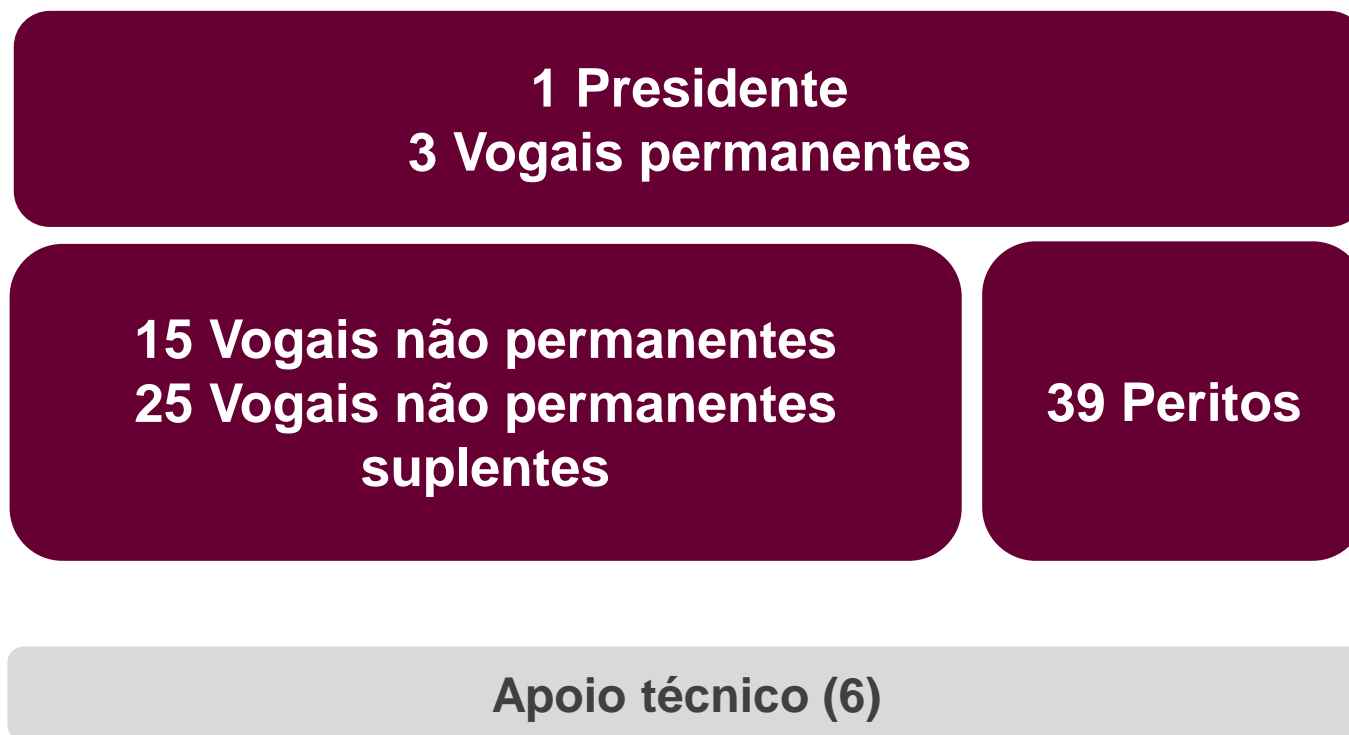 1 Presidente
3 Vogais permanentes
15 Vogais não permanentes
25 Vogais não permanentes
suplentes
39 Peritos
Apoio técnico (6)